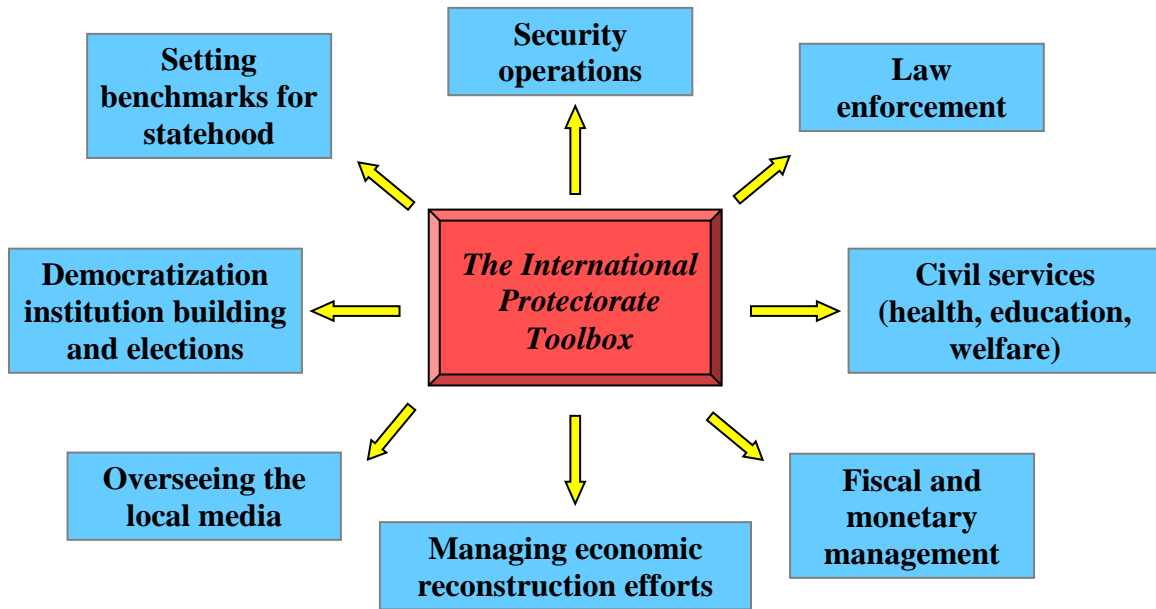 Security
operations
Setting
benchmarks for
statehood
Law
enforcement
The International
Protectorate
Toolbox
Democratization
institution building
and elections
Civil services
(health, education,
welfare)
Overseeing the
local media
Managing economic
reconstruction efforts
Fiscal and
monetary
management